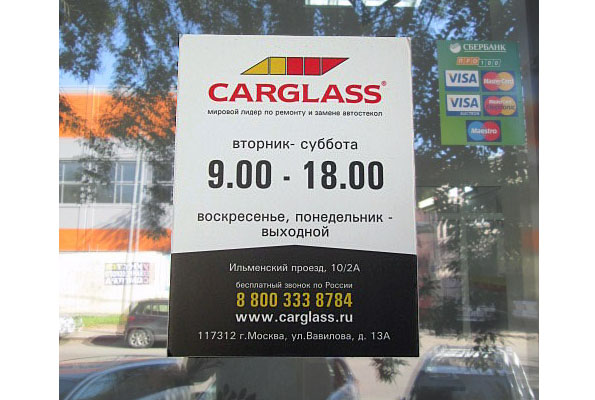 CARGLASS®
мировой лидер по ремонту и замене автостекол
вторник- суббота
9.00 - 18.00
воскресенье, понедельник -
выходной
Ильменский проезд, 10/2А
бесплатный звонок по России
8 800 333 8784
www.carglass.ru
117312 г.Москва, ул.Вавилова, д. 13А
СБЕРБАНК
PRO100
VISA MasterCard
VISA
Maestro